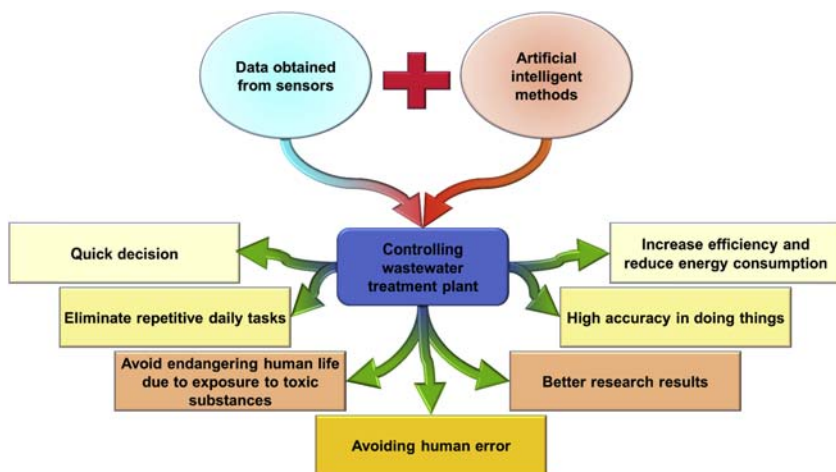 Data obtained
from sensors
Artificial
intelligent
methods
Controlling
wastewater
treatment plant
Quick decision
Increase efficiency and
reduce energy consumption
Eliminate repetitive daily tasks
High accuracy in doing things
Avoid endangering human life
due to exposure to toxic
substances
Better research results
Avoiding human error